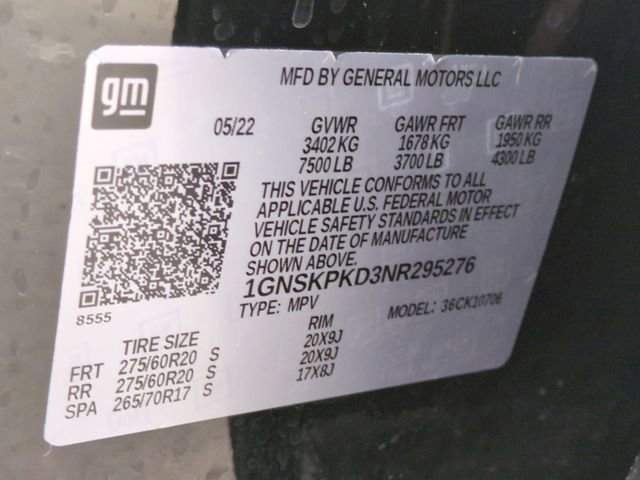 gm
MFD BY GENERAL MOTORS LLC
05/22 GVWR GAWR FRT GAWR RR
3402 KG 1678 KG 1950 KG
7500 LB 3700 LB 4300 LB
THIS VEHICLE CONFORMS TO ALL
APPLICABLE U.S. FEDERAL MOTOR
VEHICLE SAFETY STANDARDS IN EFFECT
ON THE DATE OF MANUFACTURE
SHOWN ABOVE.
1GNSKPKD3NR295276
8555
TYPE: MPV MODEL: 36CK10706
TIRE SIZE RIM
FRT 275/60R20 S 20X9J
RR 275/60R20 S 20X9J
SPA 265/70R17 S 17X8J